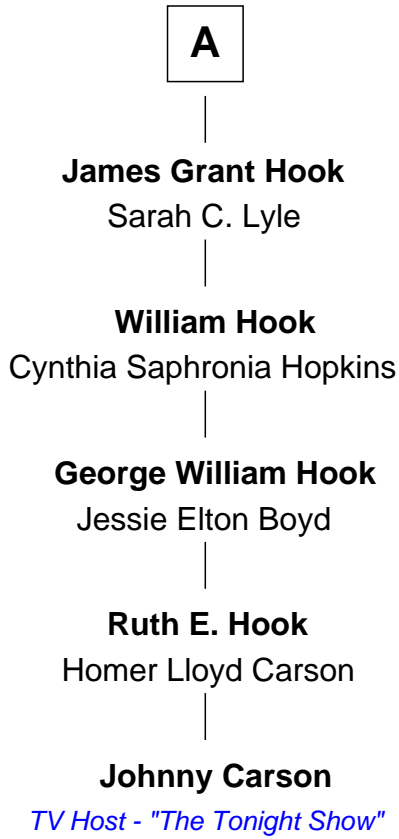 A
James Grant Hook
Sarah C. Lyle
William Hook
Cynthia Saphronia Hopkins
George William Hook
Jessie Elton Boyd
Ruth E. Hook
Homer Lloyd Carson
Johnny Carson
TV Host - "The Tonight Show"